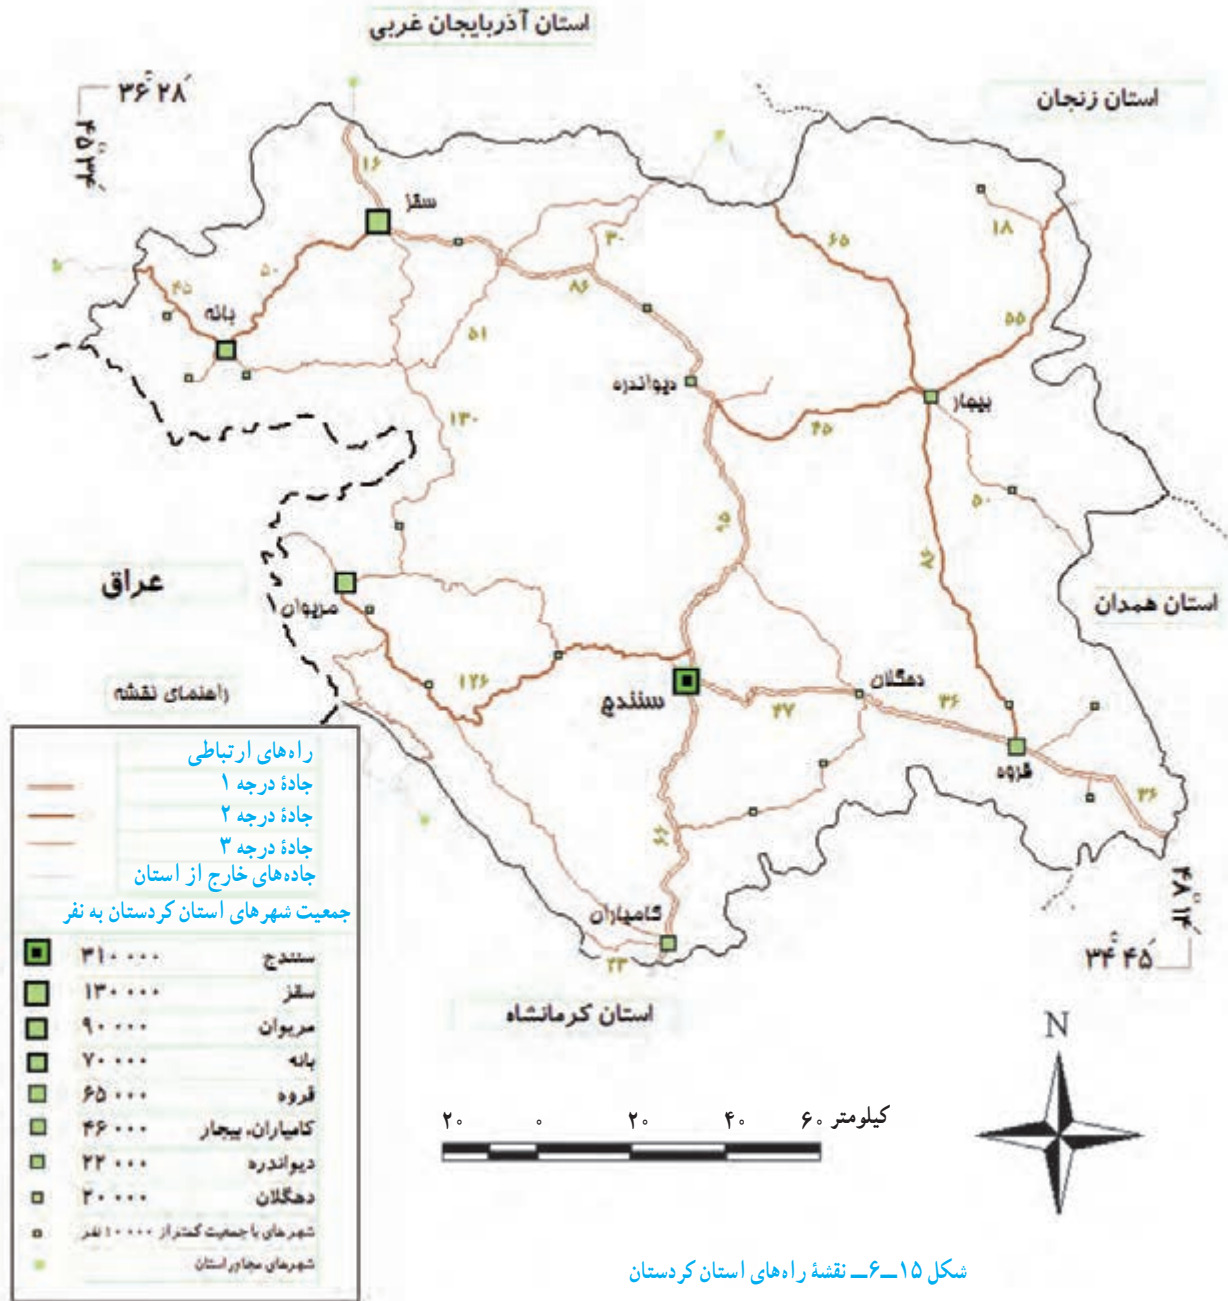 استان آذربایجان غربی
۳۶° ۲۸′
۴۵° ۳۴′
استان زنجان
۱۶
سقز
۱۸
۶۵
۳۰
۵۰
۸۶
۴۵
بانه
۵۵
۵۱
دیواندره
بیجار
۱۳۰
۴۵
۵۰
۹۵
۸۶
عراق
مریوان
استان همدان
دهگلان
راهنمای نقشه
۱۲۶
سنندج
۴۷
۳۶
قروه
راه‌های ارتباطی
جادهٔ درجه ۱
جادهٔ درجه ۲
جادهٔ درجه ۳
جاده‌های خارج از استان
جمعیت شهرهای استان کردستان به نفر
سنندج ۳۱۰۰۰۰
سقز ۱۳۰۰۰۰
مریوان ۹۰۰۰۰
بانه ۷۰۰۰۰
قروه ۶۵۰۰۰
کامیاران، بیجار ۴۶۰۰۰
دیواندره ۲۲۰۰۰
دهگلان ۲۰۰۰۰
شهرهای با جمعیت کمتر از ۱۰۰۰۰ نفر
شهرهای مجاور استان
۳۶
۶۶
کامیاران
۲۳
۴۸° ۱۴′
۳۴° ۴۵′
استان کرمانشاه
N
۲۰ ۰ ۲۰ ۴۰ ۶۰ کیلومتر
شکل ۱۵ــ۶ــ نقشهٔ راه‌های استان کردستان